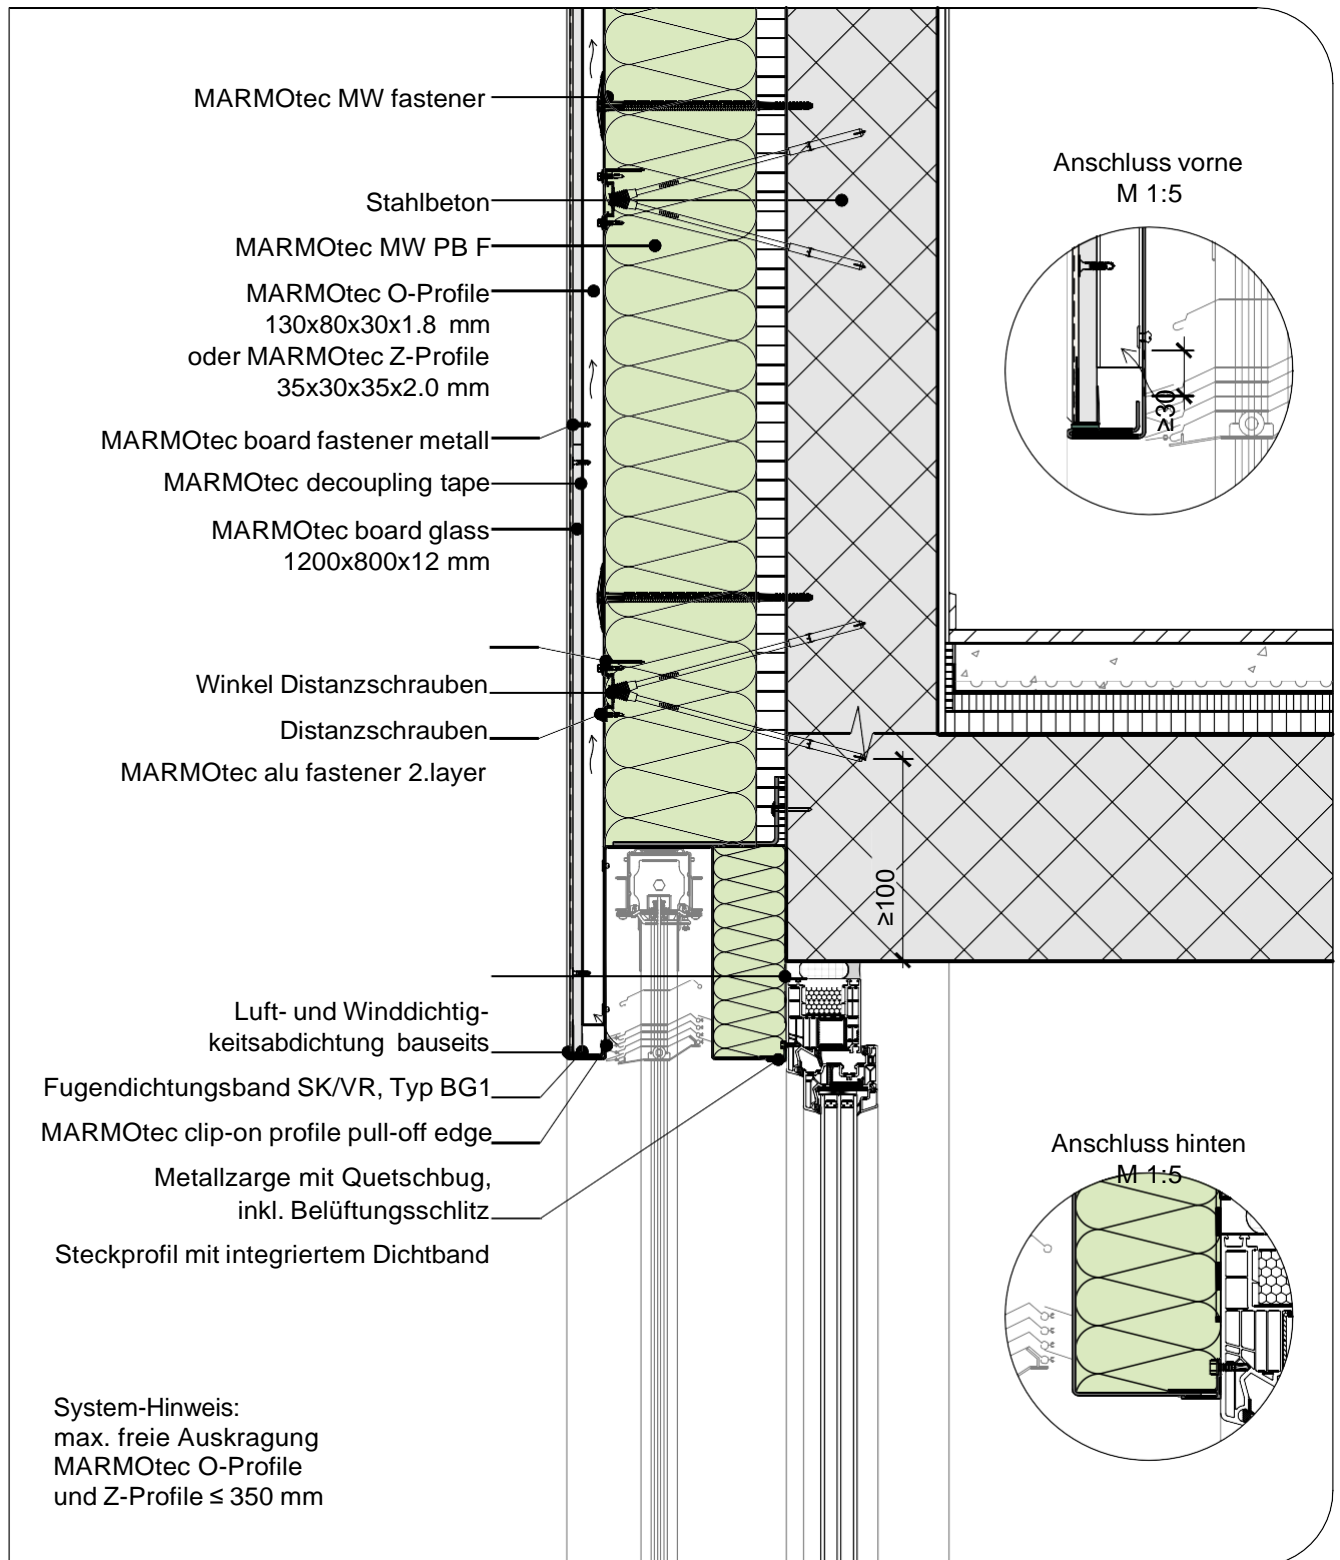 MARMOtec MW fastener
Stahlbeton
MARMOtec MW PB F
MARMOtec O-Profile
130x80x30x1.8 mm
oder MARMOtec Z-Profile
35x30x35x2.0 mm
MARMOtec board fastener metall
MARMOtec decoupling tape
MARMOtec board glass
1200x800x12 mm
Winkel Distanzschrauben
Distanzschrauben
MARMOtec alu fastener 2.layer
Luft- und Winddichtig-
keitsabdichtung bauseits
Fugendichtungsband SK/VR, Typ BG1
MARMOtec clip-on profile pull-off edge
Metallzarge mit Quetschbug,
inkl. Belüftungsschlitz
Steckprofil mit integriertem Dichtband
System-Hinweis:
max. freie Auskragung
MARMOtec O-Profile
und Z-Profile ≤ 350 mm
≥100
Anschluss vorne
M 1:5
≥30
Anschluss hinten
M 1:5